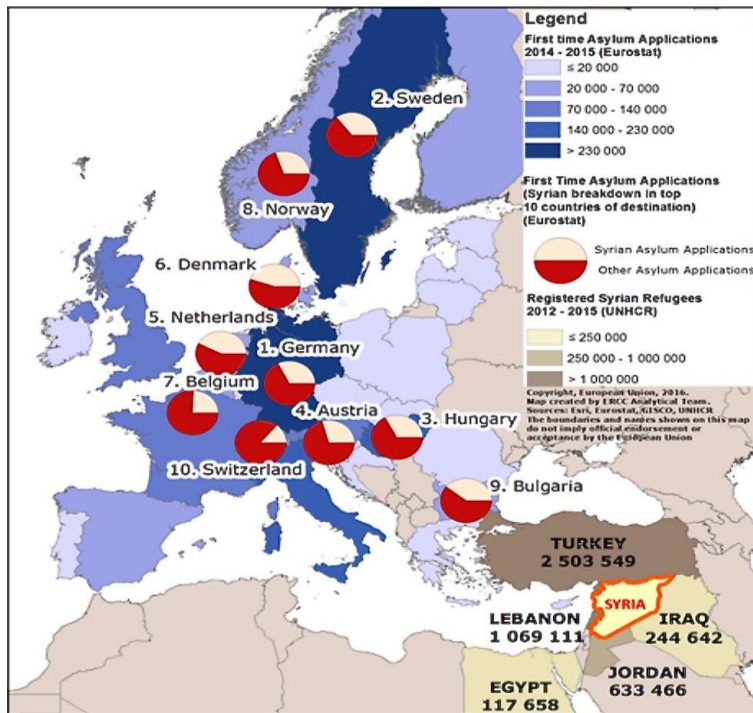 Legend
First time Asylum Applications
2014 - 2015 (Eurostat)
≤ 20 000
20 000 - 70 000
70 000 - 140 000
140 000 - 230 000
> 230 000
First Time Asylum Applications
(Syrian breakdown in top
10 countries of destination)
(Eurostat)
Syrian Asylum Applications
Other Asylum Applications
Registered Syrian Refugees
2012 - 2015 (UNHCR)
≤ 250 000
250 000 - 1 000 000
> 1 000 000
Copyright, European Union, 2016.
Map created by ERCC Analytical Team.
Sources: Esri, Eurostat, GISCO, UNHCR
The boundaries and names shown on this map
do not imply official endorsement or
acceptance by the European Union
2. Sweden
8. Norway
6. Denmark
5. Netherlands
1. Germany
7. Belgium
4. Austria
3. Hungary
10. Switzerland
9. Bulgaria
TURKEY
2 503 549
SYRIA
LEBANON
1 069 111
IRAQ
244 642
JORDAN
633 466
EGYPT
117 658